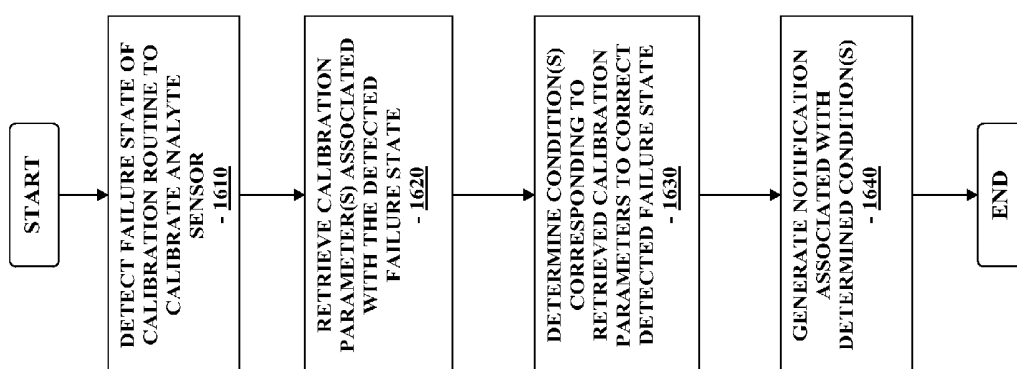 START
DETECT FAILURE STATE OF
CALIBRATION ROUTINE TO
CALIBRATE ANALYTE
SENSOR
- 1610
RETRIEVE CALIBRATION
PARAMETER(S) ASSOCIATED
WITH THE DETECTED
FAILURE STATE
- 1620
DETERMINE CONDITION(S)
CORRESPONDING TO
RETRIEVED CALIBRATION
PARAMETERS TO CORRECT
DETECTED FAILURE STATE
- 1630
GENERATE NOTIFICATION
ASSOCIATED WITH
DETERMINED CONDITION(S)
- 1640
END